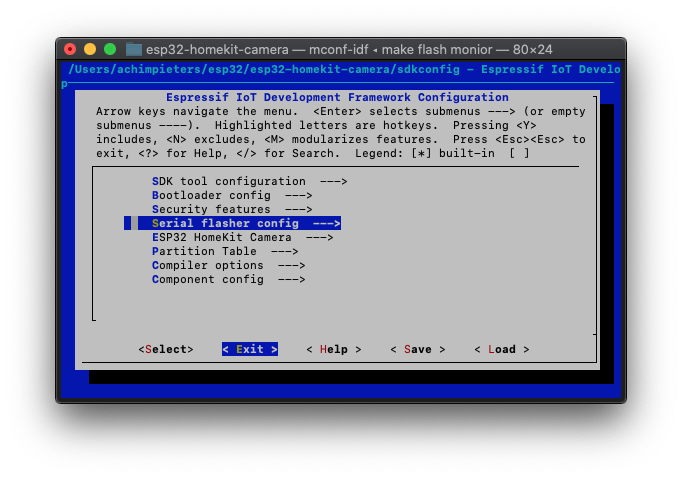 esp32-homekit-camera — mconf-idf ◂ make flash monior — 80×24
/Users/achimpieters/esp32/esp32-homekit-camera/sdkconfig - Espressif IoT Develo
p
Espressif IoT Development Framework Configuration
Arrow keys navigate the menu.  <Enter> selects submenus ---> (or empty
submenus ----).  Highlighted letters are hotkeys.  Pressing <Y>
includes, <N> excludes, <M> modularizes features.  Press <Esc><Esc> to
exit, <?> for Help, </> for Search.  Legend: [*] built-in  [ ]
SDK tool configuration  --->
Bootloader config  --->
Security features  --->
Serial flasher config  --->
ESP32 HomeKit Camera  --->
Partition Table  --->
Compiler options  --->
Component config  --->
<Select>    < Exit >    < Help >    < Save >    < Load >